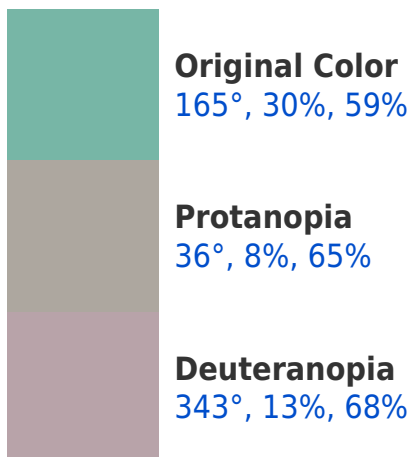 Original Color
165°, 30%, 59%
Protanopia
36°, 8%, 65%
Deuteranopia
343°, 13%, 68%